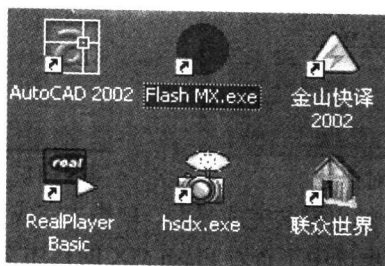 AutoCAD 2002
Flash MX.exe
金山快译
2002
real
RealPlayer
Basic
hsdx.exe
联众世界